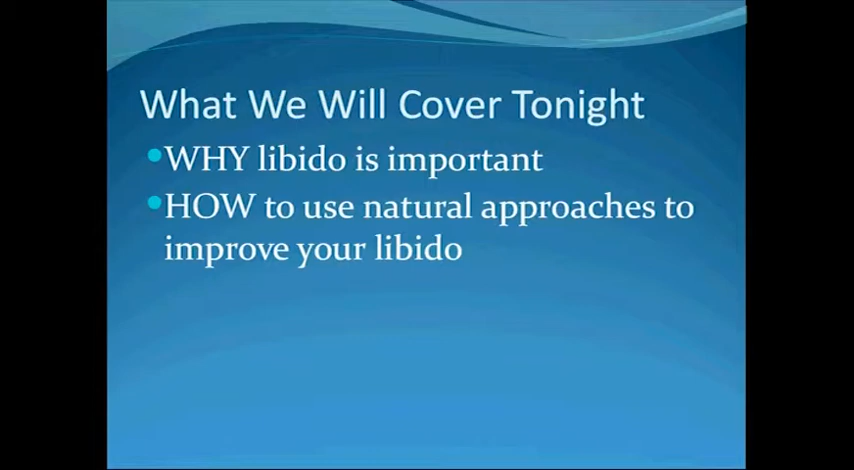 What We Will Cover Tonight
WHY libido is important
HOW to use natural approaches to
improve your libido